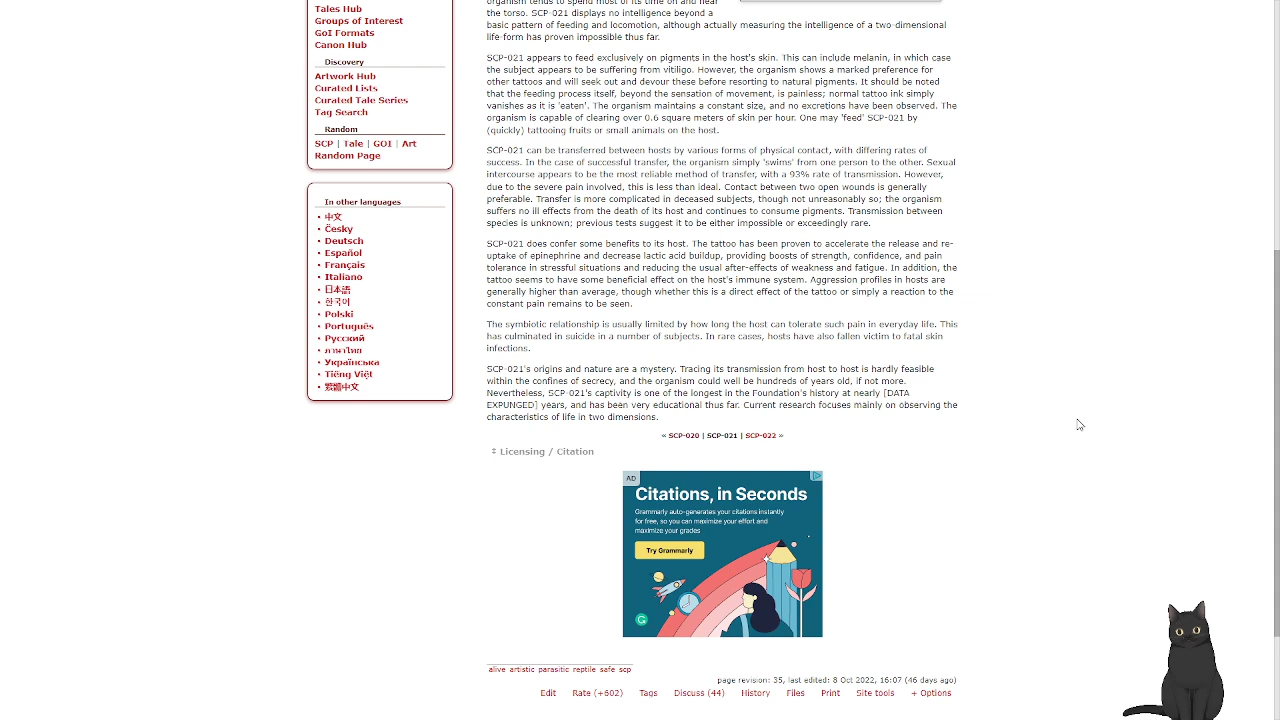 Tales Hub
Groups of Interest
GoI Formats
Canon Hub
Discovery
Artwork Hub
Curated Lists
Curated Tale Series
Tag Search
Random
SCP | Tale | GOI | Art
Random Page
In other languages
中文
Česky
Deutsch
Español
Français
Italiano
日本語
한국어
Polski
Português
Русский
ภาษาไทย
Українська
Tiếng Việt
繁體中文
organism tends to spend most of its time on and near
the torso. SCP-021 displays no intelligence beyond a
basic pattern of feeding and locomotion, although actually measuring the intelligence of a two-dimensional
life-form has proven impossible thus far.
SCP-021 appears to feed exclusively on pigments in the host's skin. This can include melanin, in which case
the subject appears to be suffering from vitiligo. However, the organism shows a marked preference for
other tattoos and will seek out and devour these before resorting to natural pigments. It should be noted
that the feeding process itself, beyond the sensation of movement, is painless; normal tattoo ink simply
vanishes as it is 'eaten'. The organism maintains a constant size, and no excretions have been observed. The
organism is capable of clearing over 0.6 square meters of skin per hour. One may 'feed' SCP-021 by
(quickly) tattooing fruits or small animals on the host.
SCP-021 can be transferred between hosts by various forms of physical contact, with differing rates of
success. In the case of successful transfer, the organism simply 'swims' from one person to the other. Sexual
intercourse appears to be the most reliable method of transfer, with a 93% rate of transmission. However,
due to the severe pain involved, this is less than ideal. Contact between two open wounds is generally
preferable. Transfer is more complicated in deceased subjects, though not unreasonably so; the organism
suffers no ill effects from the death of its host and continues to consume pigments. Transmission between
species is unknown; previous tests suggest it to be either impossible or exceedingly rare.
SCP-021 does confer some benefits to its host. The tattoo has been proven to accelerate the release and re-
uptake of epinephrine and decrease lactic acid buildup, providing boosts of strength, confidence, and pain
tolerance in stressful situations and reducing the usual after-effects of weakness and fatigue. In addition, the
tattoo seems to have some beneficial effect on the host's immune system. Aggression profiles in hosts are
generally higher than average, though whether this is a direct effect of the tattoo or simply a reaction to the
constant pain remains to be seen.
The symbiotic relationship is usually limited by how long the host can tolerate such pain in everyday life. This
has culminated in suicide in a number of subjects. In rare cases, hosts have also fallen victim to fatal skin
infections.
SCP-021's origins and nature are a mystery. Tracing its transmission from host to host is hardly feasible
within the confines of secrecy, and the organism could well be hundreds of years old, if not more.
Nevertheless, SCP-021's captivity is one of the longest in the Foundation's history at nearly [DATA
EXPUNGED] years, and has been very educational thus far. Current research focuses mainly on observing the
characteristics of life in two dimensions.
« SCP-020 | SCP-021 | SCP-022 »
‡ Licensing / Citation
AD
Citations, in Seconds
Grammarly auto-generates your citations instantly
for free, so you can maximize your effort and
maximize your grades
Try Grammarly
alive artistic parasitic reptile safe scp
page revision: 35, last edited: 8 Oct 2022, 16:07 (46 days ago)
Edit Rate (+602) Tags Discuss (44) History Files Print Site tools + Options